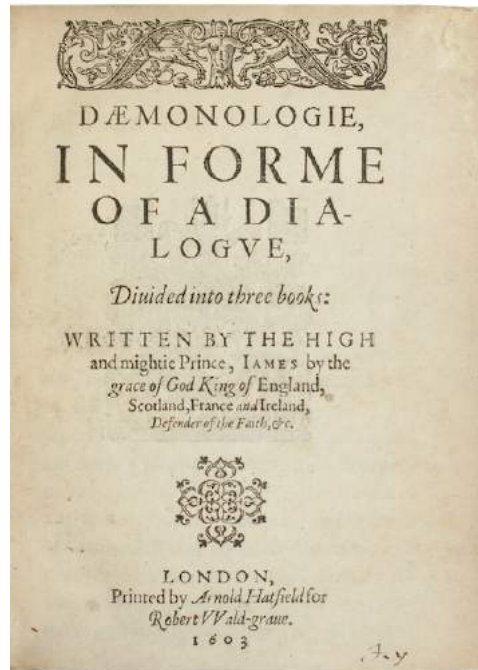 DÆMONOLOGIE,
IN FORME
OF A DIA-
LOGVE,
Diuided into three books:
WRITTEN BY THE HIGH
and mightie Prince, IAMES by the
grace of God King of England,
Scotland, France and Ireland,
Defender of the Faith, &c.
LONDON,
Printed by Arnold Hatfield for
Robert VVald-graue.
1603